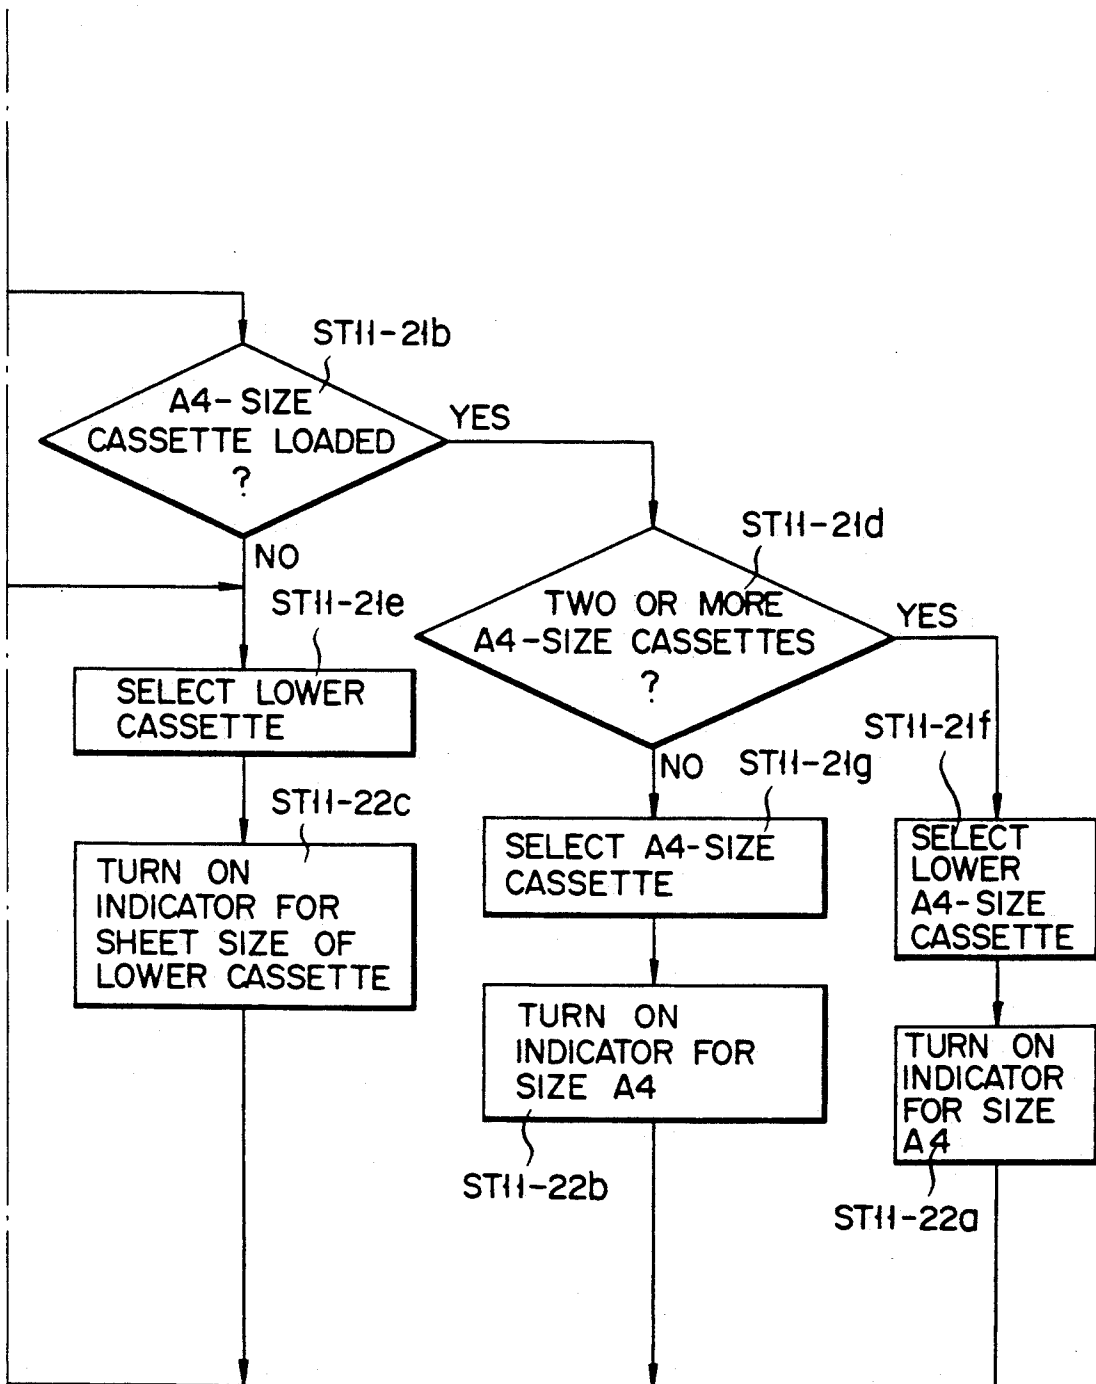 ST11-21b
A4-SIZE
CASSETTE LOADED
?
YES
NO
ST11-21d
TWO OR MORE
A4-SIZE CASSETTES
?
YES
NO
ST11-21e
SELECT LOWER
CASSETTE
ST11-22c
TURN ON
INDICATOR FOR
SHEET SIZE OF
LOWER CASSETTE
ST11-21g
SELECT A4-SIZE
CASSETTE
TURN ON
INDICATOR FOR
SIZE A4
ST11-22b
ST11-21f
SELECT
LOWER
A4-SIZE
CASSETTE
TURN ON
INDICATOR
FOR SIZE
A4
ST11-22a